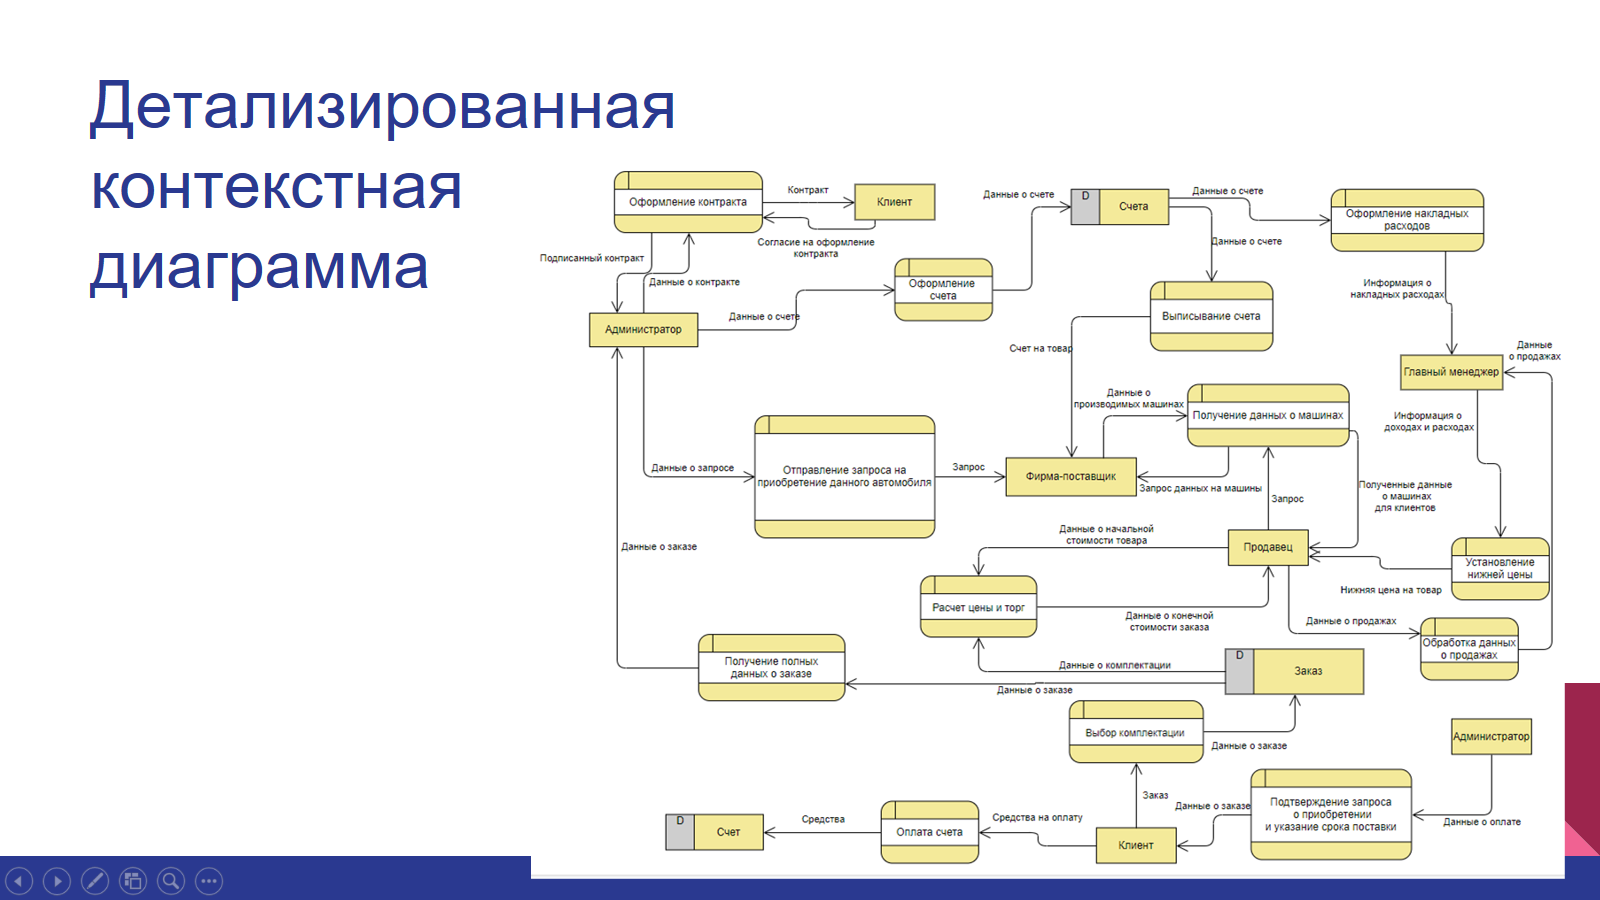 Детализированная
контекстная
диаграмма
Оформление контракта
Контракт
Клиент
Согласие на оформление
контракта
Подписанный контракт
Данные о контракте
Администратор
Данные о счете
Оформление
счета
Данные о счете
D
Счета
Данные о счете
Данные о счете
Оформление накладных
расходов
Выписывание счета
Информация о
накладных расходах
Счет на товар
Главный менеджер
Данные
о продажах
Данные о
производимых машинах
Получение данных о машинах
Информация о
доходах и расходах
Данные о запросе
Отправление запроса на
приобретение данного автомобиля
Запрос
Фирма-поставщик
Запрос данных на машины
Запрос
Полученные данные
о машинах
для клиентов
Данные о заказе
Данные о начальной
стоимости товара
Продавец
Установление
нижней цены
Нижняя цена на товар
Расчет цены и торг
Данные о конечной
стоимости заказа
Данные о продажах
Обработка данных
о продажах
Получение полных
данных о заказе
Данные о комплектации
D
Заказ
Данные о заказе
Выбор комплектации
Данные о заказе
Администратор
Заказ
Данные о заказе
Подтверждение запроса
о приобретении
и указание срока поставки
Данные о оплате
D
Счет
Средства
Оплата счета
Средства на оплату
Клиент